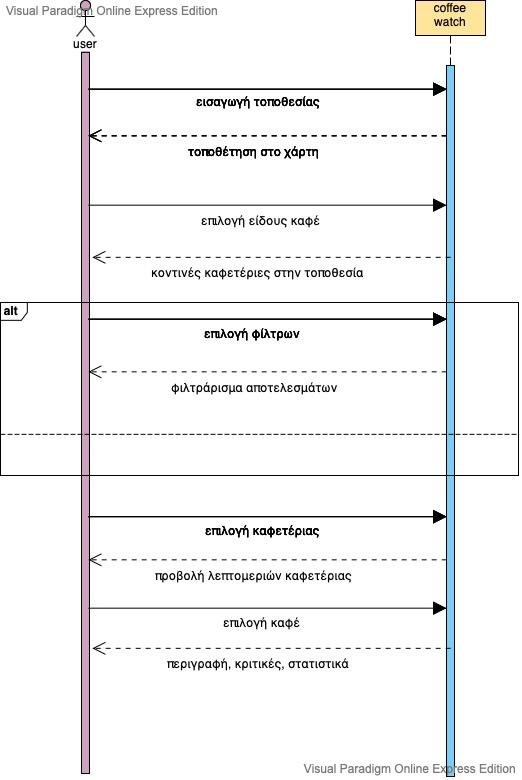 Visual Paradigm Online Express Edition
coffee
watch
user
εισαγωγή τοποθεσίας
τοποθέτηση στο χάρτη
επιλογή είδους καφέ
κοντινές καφετέριες στην τοποθεσία
alt
επιλογή φίλτρων
φιλτράρισμα αποτελεσμάτων
επιλογή καφετέριας
προβολή λεπτομεριών καφετέριας
επιλογή καφέ
περιγραφή, κριτικές, στατιστικά
Visual Paradigm Online Express Edition